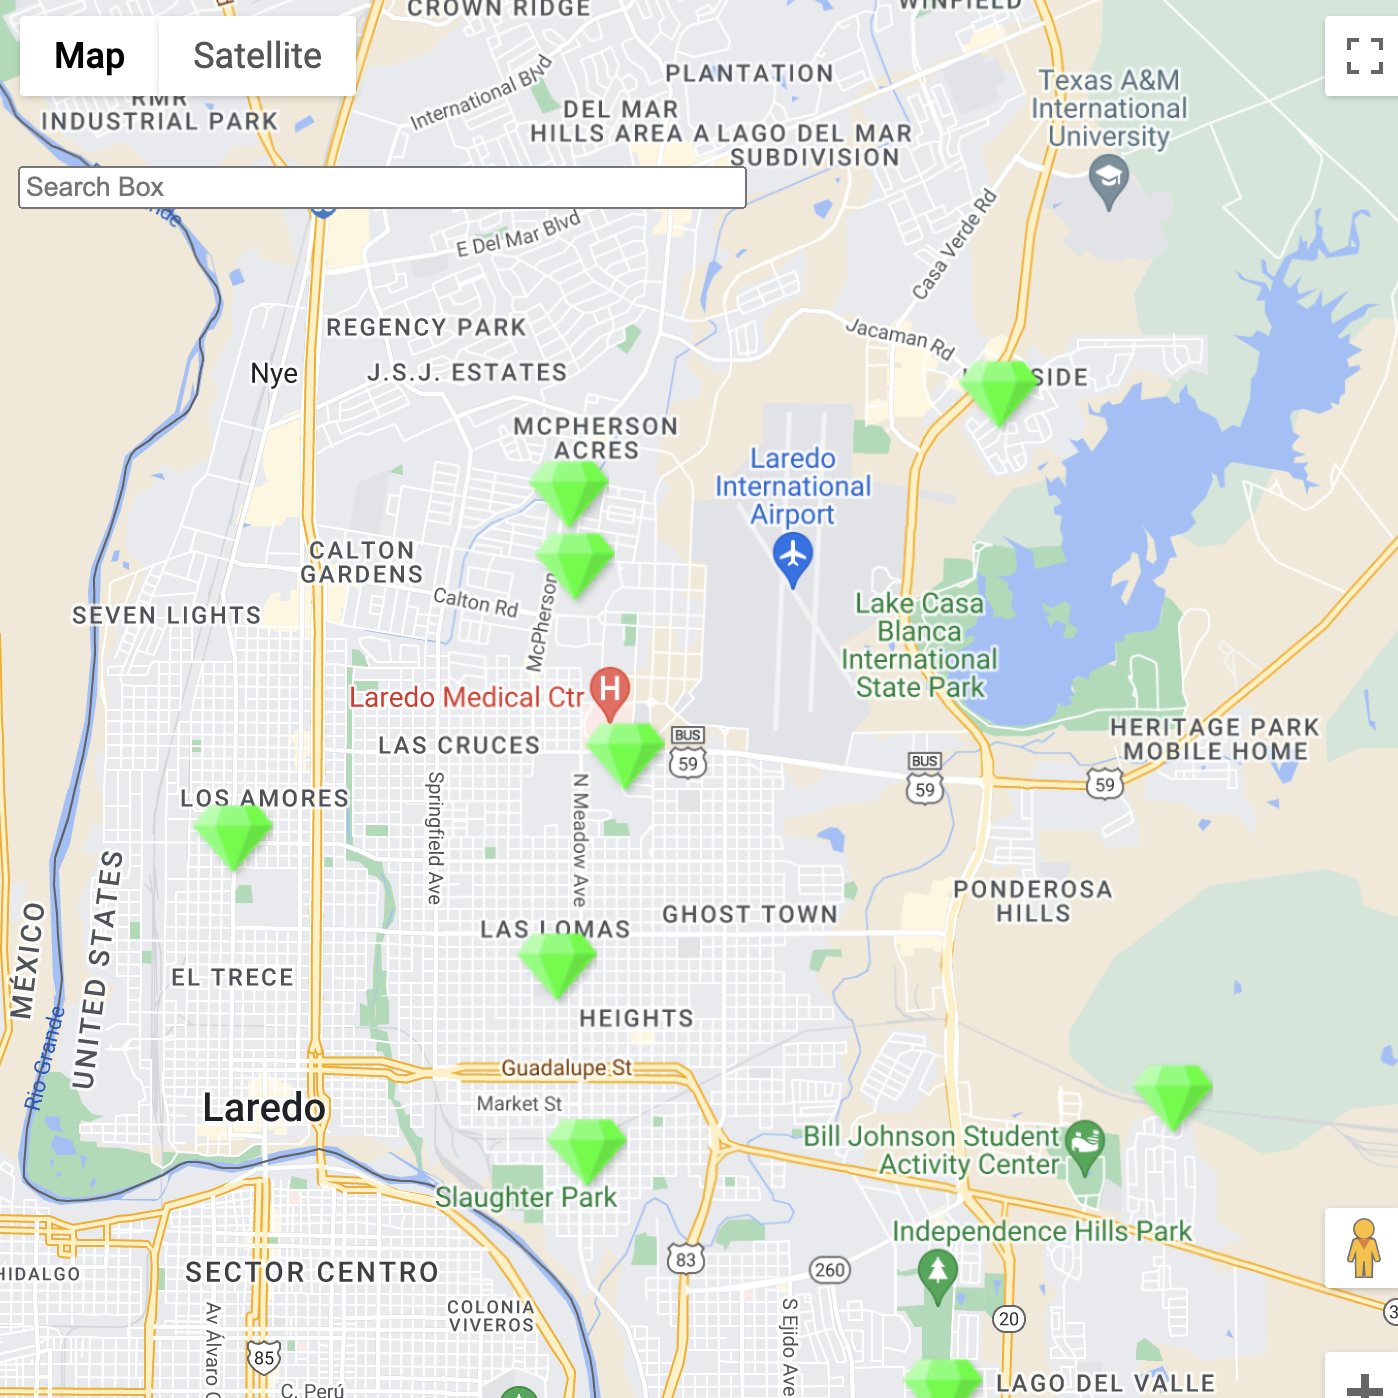 CROWN RIDGE
WINFIELD
Map
Satellite
International Blvd
PLANTATION
Texas A&M
International
University
RMR
INDUSTRIAL PARK
DEL MAR
HILLS AREA A
LAGO DEL MAR
SUBDIVISION
Search Box
E Del Mar Blvd
Casa Verde Rd
REGENCY PARK
Jacaman Rd
Nye
J.S.J. ESTATES
SIDE
MCPHERSON
ACRES
Laredo
International
Airport
CALTON
GARDENS
Calton Rd
McPherson
SEVEN LIGHTS
Lake Casa
Blanca
International
State Park
Laredo Medical Ctr
H
LAS CRUCES
BUS
59
BUS
59
59
HERITAGE PARK
MOBILE HOME
LOS AMORES
Springfield Ave
N Meadow Ave
MÉXICO
UNITED STATES
PONDEROSA
HILLS
LAS LOMAS
GHOST TOWN
EL TRECE
HEIGHTS
Rio Grande
Guadalupe St
Laredo
Market St
Bill Johnson Student
Activity Center
Slaughter Park
Independence Hills Park
83
260
HIDALGO
SECTOR CENTRO
COLONIA
VIVEROS
S Ejido Ave
20
3
Av Álvaro O
85
C. Perú
LAGO DEL VALLE